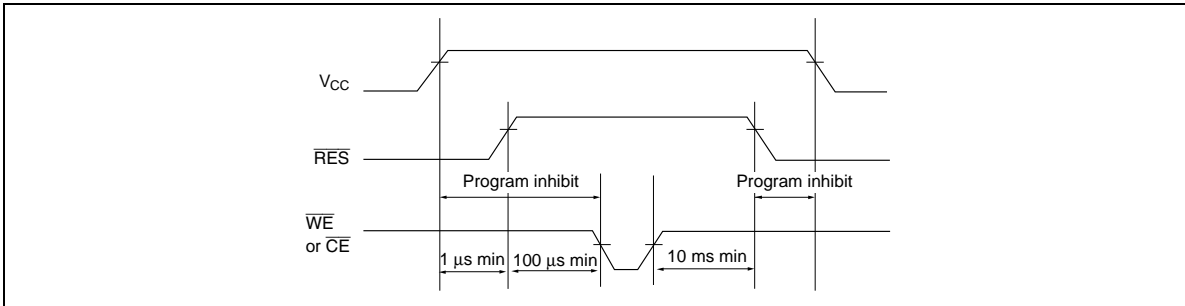 VCC
RES
Program inhibit Program inhibit
WE
or CE
1 μs min 100 μs min 10 ms min